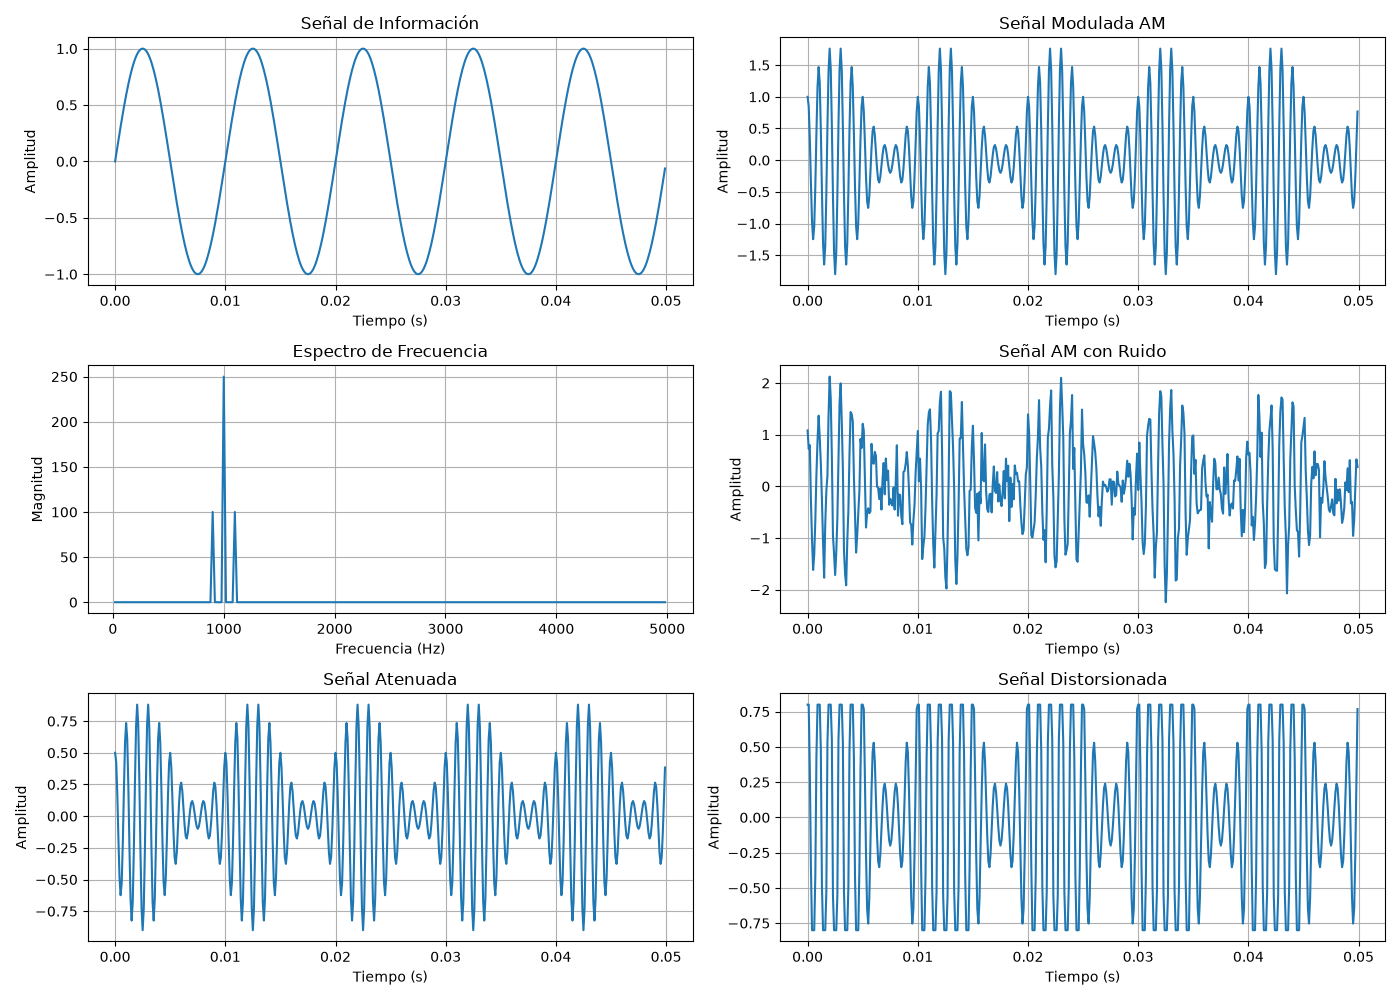 Señal de Información
1.0
0.5
0.0
−0.5
−1.0
Amplitud
0.00 0.01 0.02 0.03 0.04 0.05
Tiempo (s)
Señal Modulada AM
1.5
1.0
0.5
0.0
−0.5
−1.0
−1.5
Amplitud
0.00 0.01 0.02 0.03 0.04 0.05
Tiempo (s)
Espectro de Frecuencia
250
200
150
100
50
0
Magnitud
0 1000 2000 3000 4000 5000
Frecuencia (Hz)
Señal AM con Ruido
2
1
0
−1
−2
Amplitud
0.00 0.01 0.02 0.03 0.04 0.05
Tiempo (s)
Señal Atenuada
0.75
0.50
0.25
0.00
−0.25
−0.50
−0.75
Amplitud
0.00 0.01 0.02 0.03 0.04 0.05
Tiempo (s)
Señal Distorsionada
0.75
0.50
0.25
0.00
−0.25
−0.50
−0.75
Amplitud
0.00 0.01 0.02 0.03 0.04 0.05
Tiempo (s)